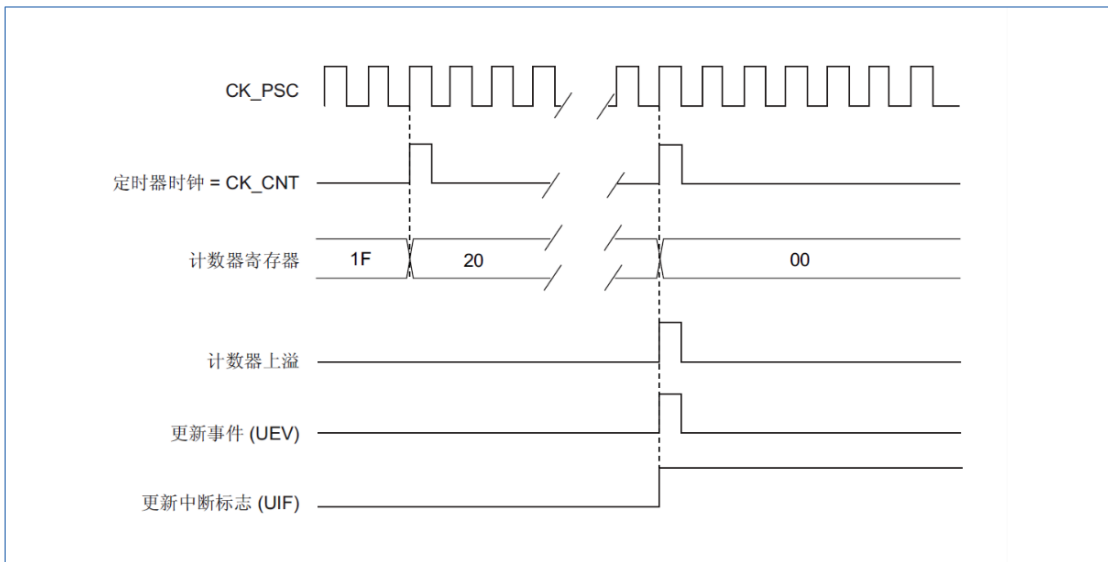 CK_PSC
定时器时钟 = CK_CNT
计数器寄存器 1F 20 00
计数器上溢
更新事件 (UEV)
更新中断标志 (UIF)